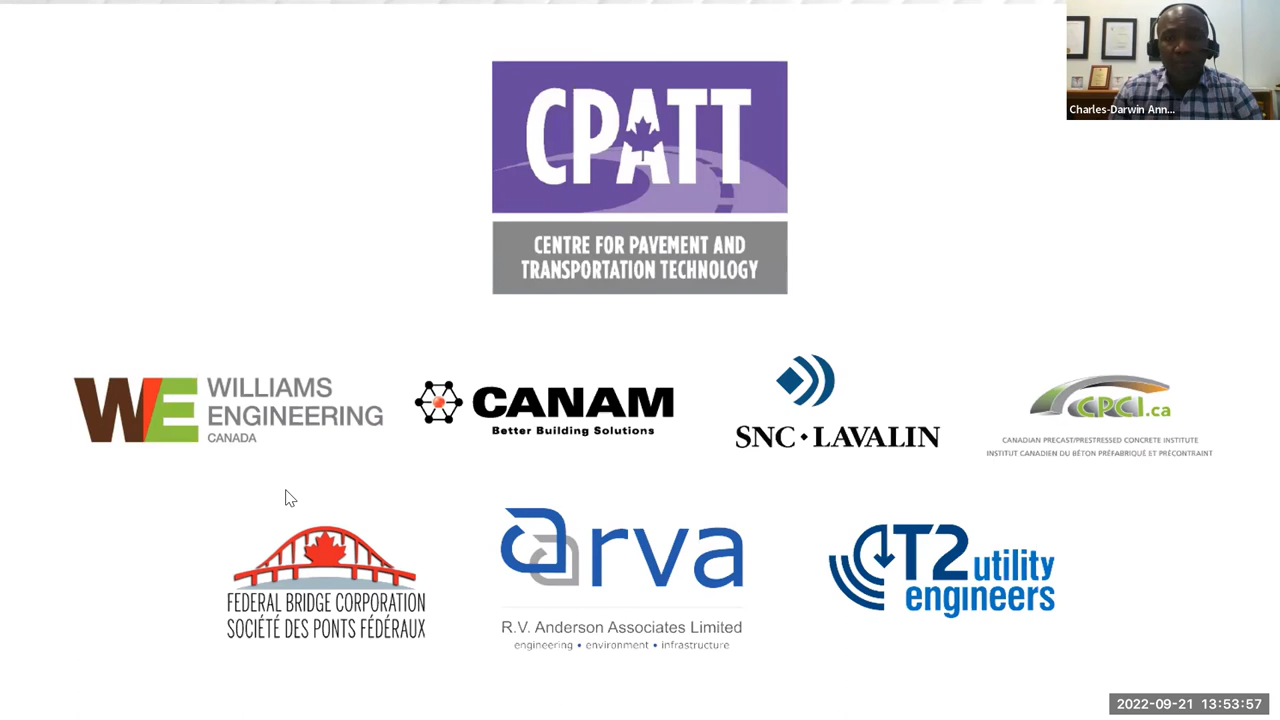 Charles-Darwin Ann...
CPATT
CENTRE FOR PAVEMENT AND
TRANSPORTATION TECHNOLOGY
WE
WILLIAMS
ENGINEERING
CANADA
CANAM
Better Building Solutions
SNC • LAVALIN
CPCI.ca
CANADIAN PRECAST/PRESTRESSED CONCRETE INSTITUTE
INSTITUT CANADIEN DU BÉTON PRÉFABRIQUÉ ET PRÉCONTRAINT
FEDERAL BRIDGE CORPORATION
SOCIÉTÉ DES PONTS FÉDÉRAUX
arva
R.V. Anderson Associates Limited
engineering • environment • infrastructure
T2 utility
engineers
2022-09-21 13:53:57